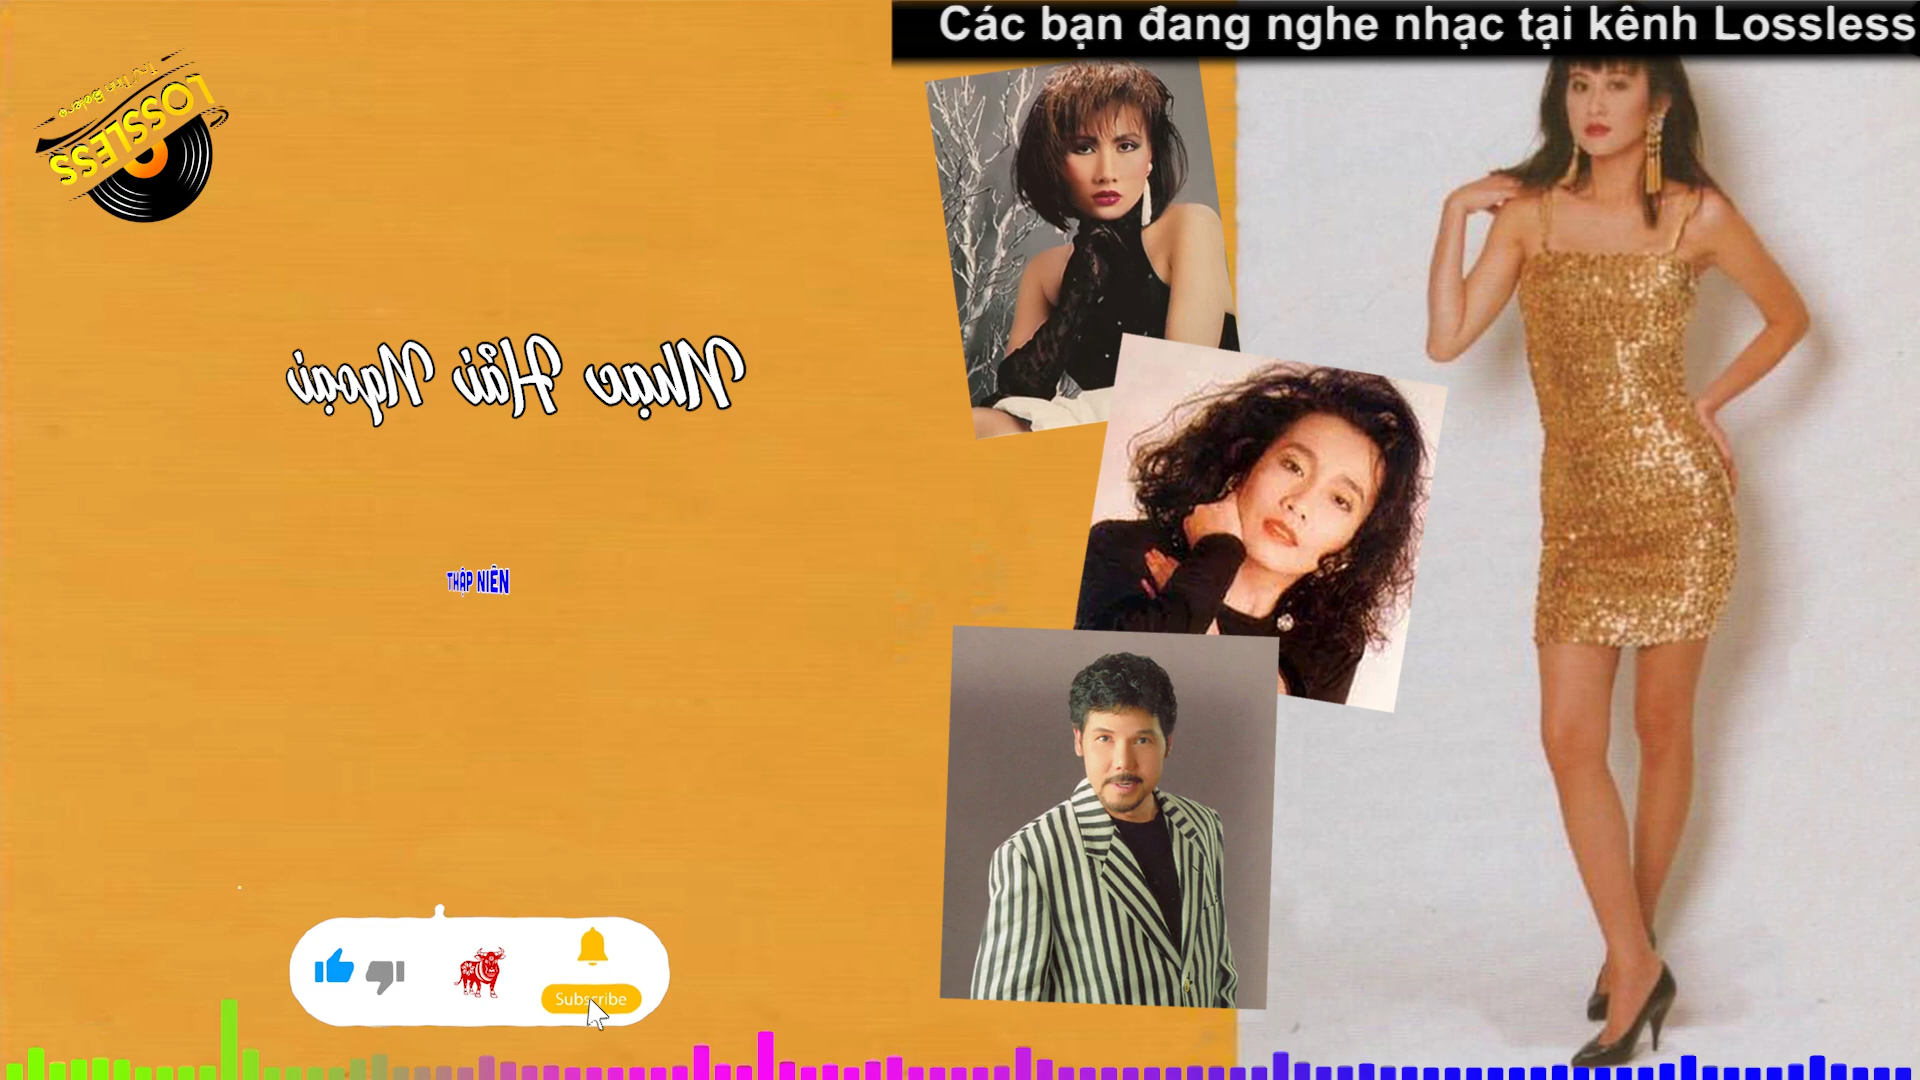 Các bạn đang nghe nhạc tại kênh Lossless
LOSSLESS
Nhạc Hải Ngoại
THẬP NIÊN
Subscribe